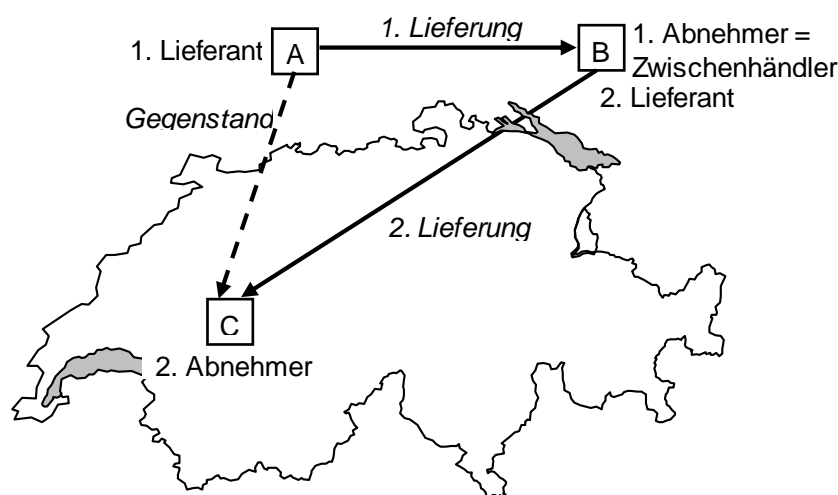 1. Lieferung
1. Lieferant
A
B
1. Abnehmer =
Zwischenhändler
2. Lieferant
Gegenstand
2. Lieferung
C
2. Abnehmer